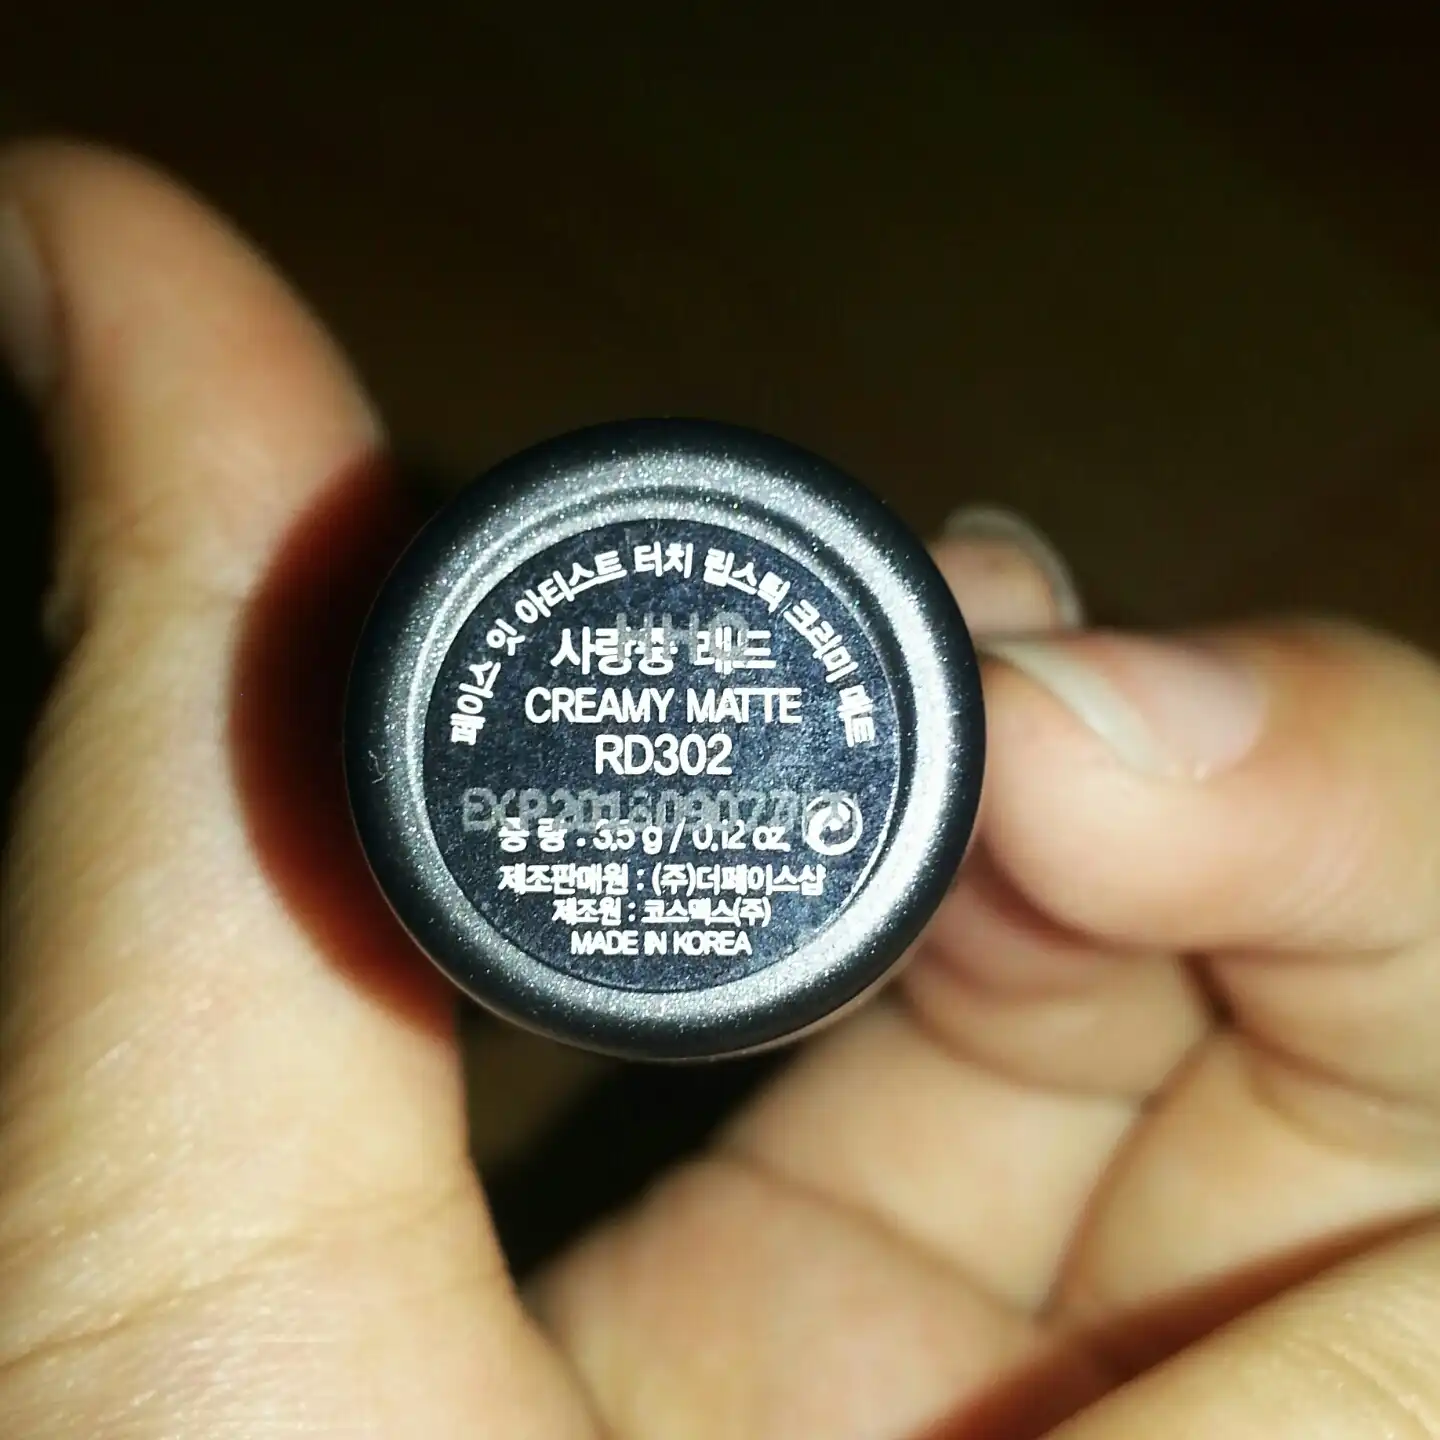 페이스 잇 아티스트 터치 립스틱 크리미 매트
사랑쭁 레드
CREAMY MATTE
RD302
중량 : 3.5 g / 0.12 oz
제조판매원 : (주)더페이스샵
제조원 : 코스맥스(주)
MADE IN KOREA